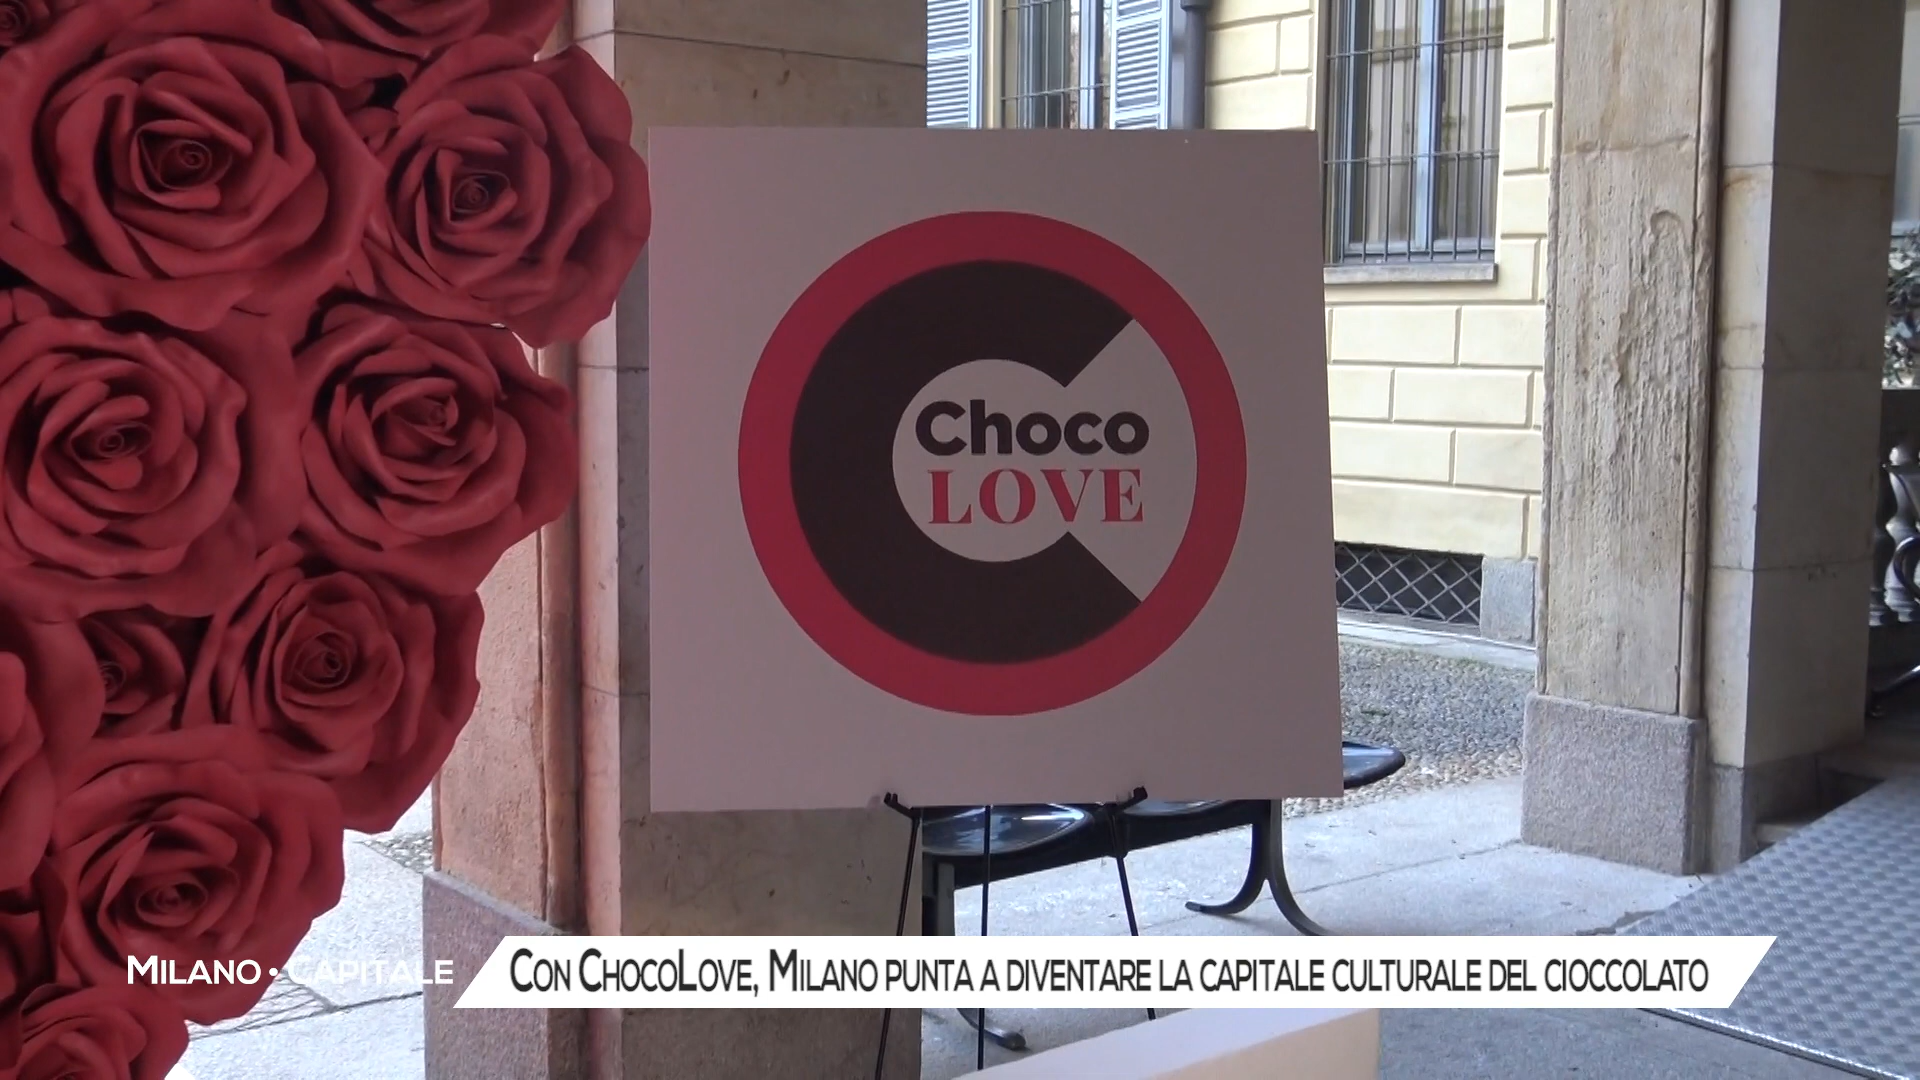 Choco
LOVE
MILANO • CAPITALE
CON CHOCOLOVE, MILANO PUNTA A DIVENTARE LA CAPITALE CULTURALE DEL CIOCCOLATO